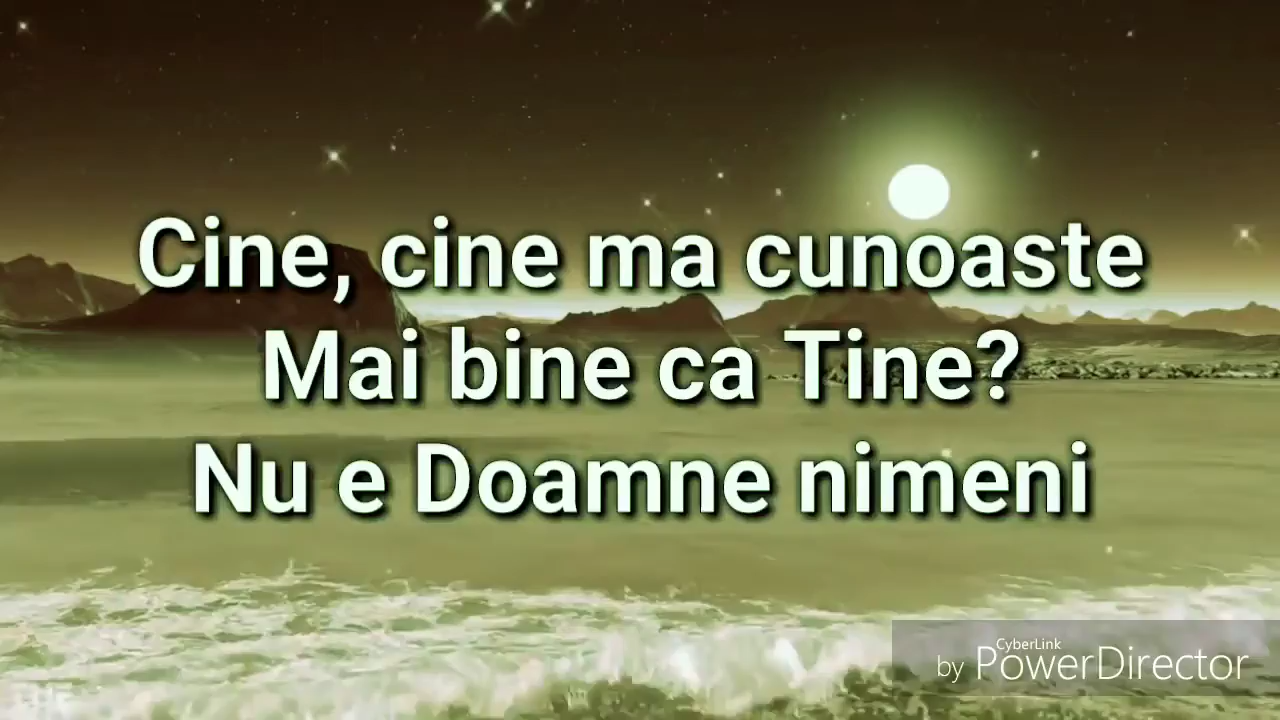 Cine, cine ma cunoaste
Mai bine ca Tine?
Nu e Doamne nimeni
CyberLink
by PowerDirector